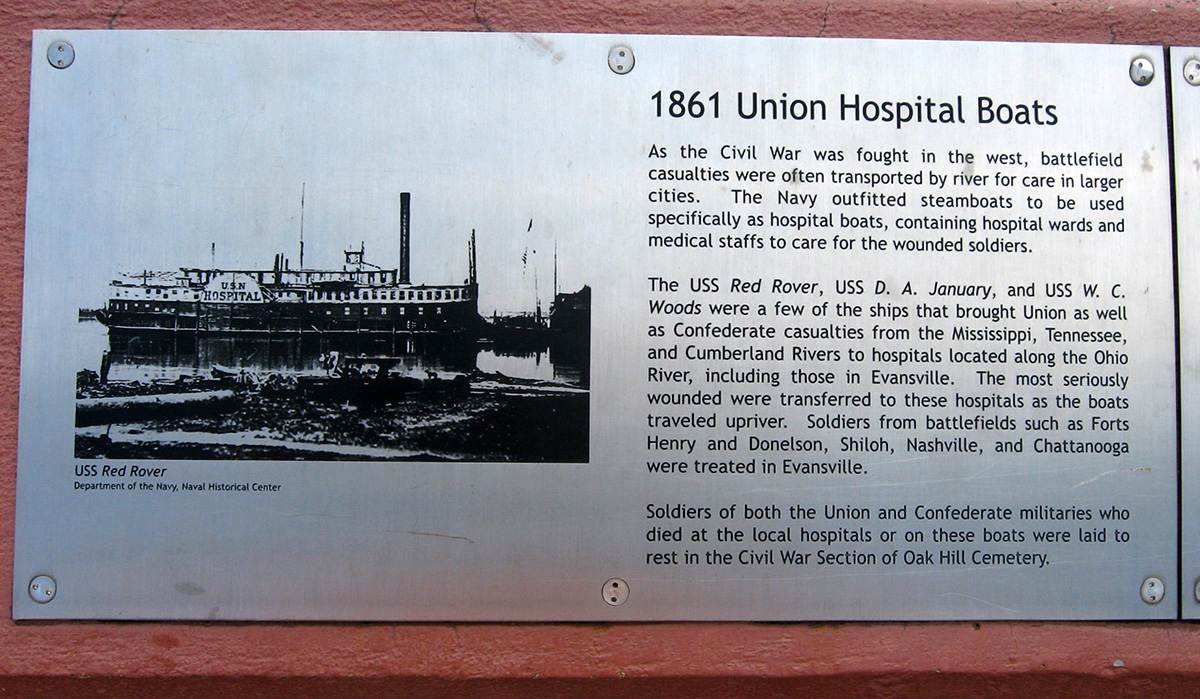 1861 Union Hospital Boats
As the Civil War was fought in the west, battlefield
casualties were often transported by river for care in larger
cities. The Navy outfitted steamboats to be used
specifically as hospital boats, containing hospital wards and
medical staffs to care for the wounded soldiers.
The USS Red Rover, USS D. A. January, and USS W. C.
Woods were a few of the ships that brought Union as well
as Confederate casualties from the Mississippi, Tennessee,
and Cumberland Rivers to hospitals located along the Ohio
River, including those in Evansville. The most seriously
wounded were transferred to these hospitals as the boats
traveled upriver. Soldiers from battlefields such as Forts
Henry and Donelson, Shiloh, Nashville, and Chattanooga
were treated in Evansville.
Soldiers of both the Union and Confederate militaries who
died at the local hospitals or on these boats were laid to
rest in the Civil War Section of Oak Hill Cemetery.
U.S.N
HOSPITAL
USS Red Rover
Department of the Navy, Naval Historical Center